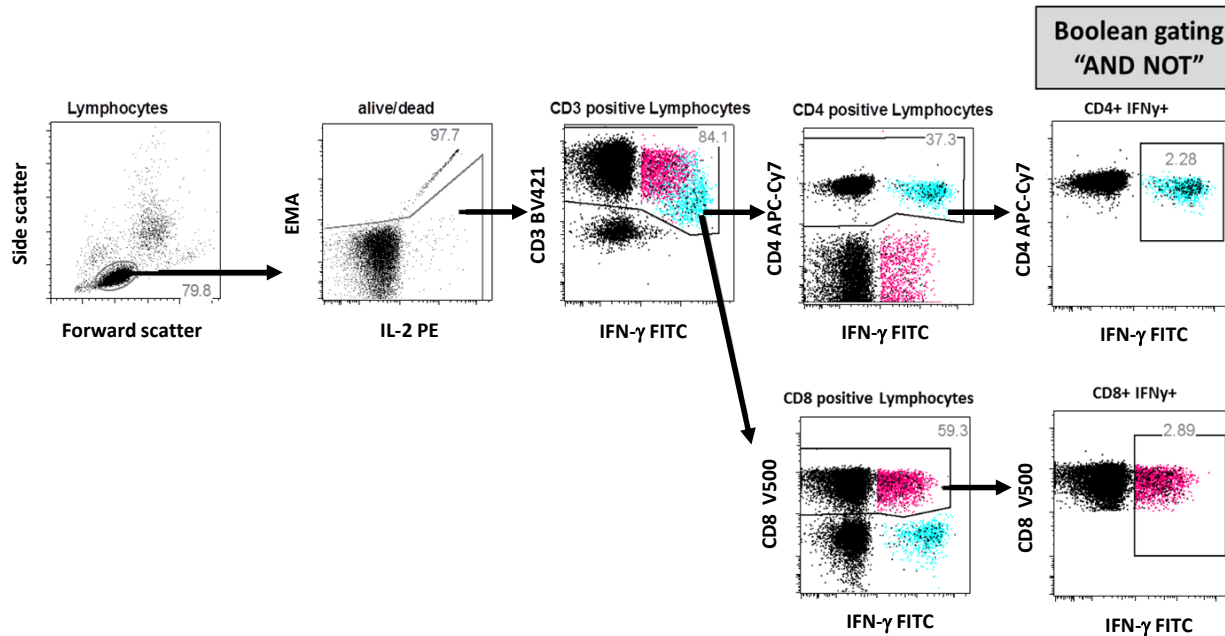 Boolean gating
“AND NOT”
Lymphocytes
79.8
Side scatter
Forward scatter
alive/dead
97.7
EMA
IL-2 PE
CD3 positive Lymphocytes
84.1
CD3 BV421
IFN-γ FITC
CD4 positive Lymphocytes
37.3
CD4 APC-Cy7
IFN-γ FITC
CD4+ IFNγ+
2.28
CD4 APC-Cy7
IFN-γ FITC
CD8 positive Lymphocytes
59.3
CD8 V500
IFN-γ FITC
CD8+ IFNγ+
2.89
CD8 V500
IFN-γ FITC